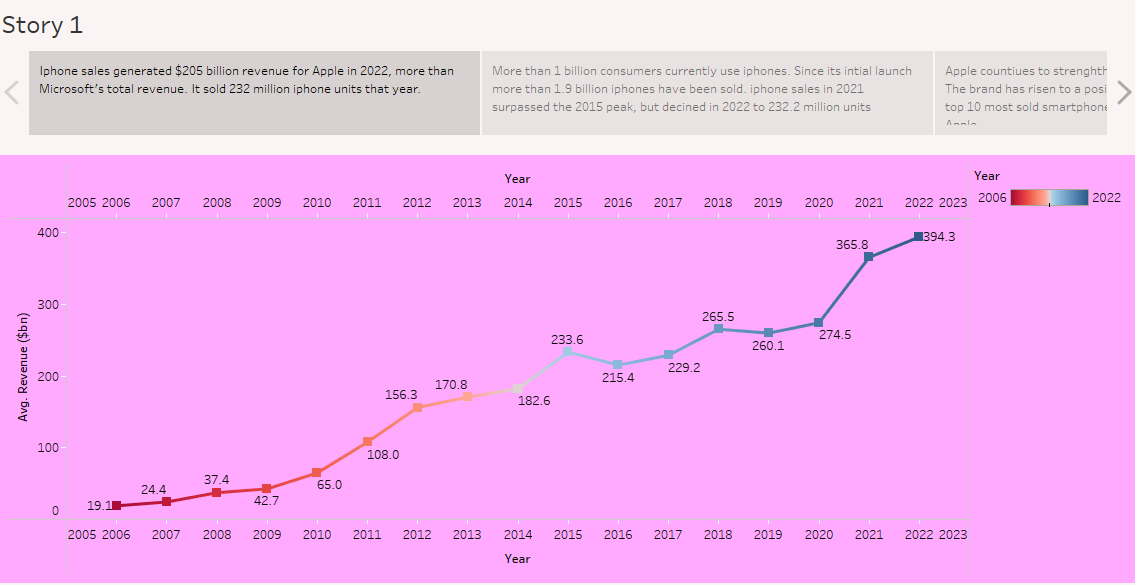 Story 1
Iphone sales generated $205 billion revenue for Apple in 2022, more than
Microsoft's total revenue. It sold 232 million iphone units that year.
More than 1 billion consumers currently use iphones. Since its intial launch
more than 1.9 billion iphones have been sold. iphone sales in 2021
surpassed the 2015 peak, but decined in 2022 to 232.2 million units
Apple countiues to strenghth
The brand has risen to a posi
top 10 most sold smartphone
Apple
Year
2005 2006 2007 2008 2009 2010 2011 2012 2013 2014 2015 2016 2017 2018 2019 2020 2021 2022 2023
Year
2006 2022
Avg. Revenue ($bn)
400
300
200
100
0
19.1
24.4
37.4
42.7
65.0
108.0
156.3
170.8
182.6
233.6
215.4
229.2
265.5
260.1
274.5
365.8
394.3
2005 2006 2007 2008 2009 2010 2011 2012 2013 2014 2015 2016 2017 2018 2019 2020 2021 2022 2023
Year